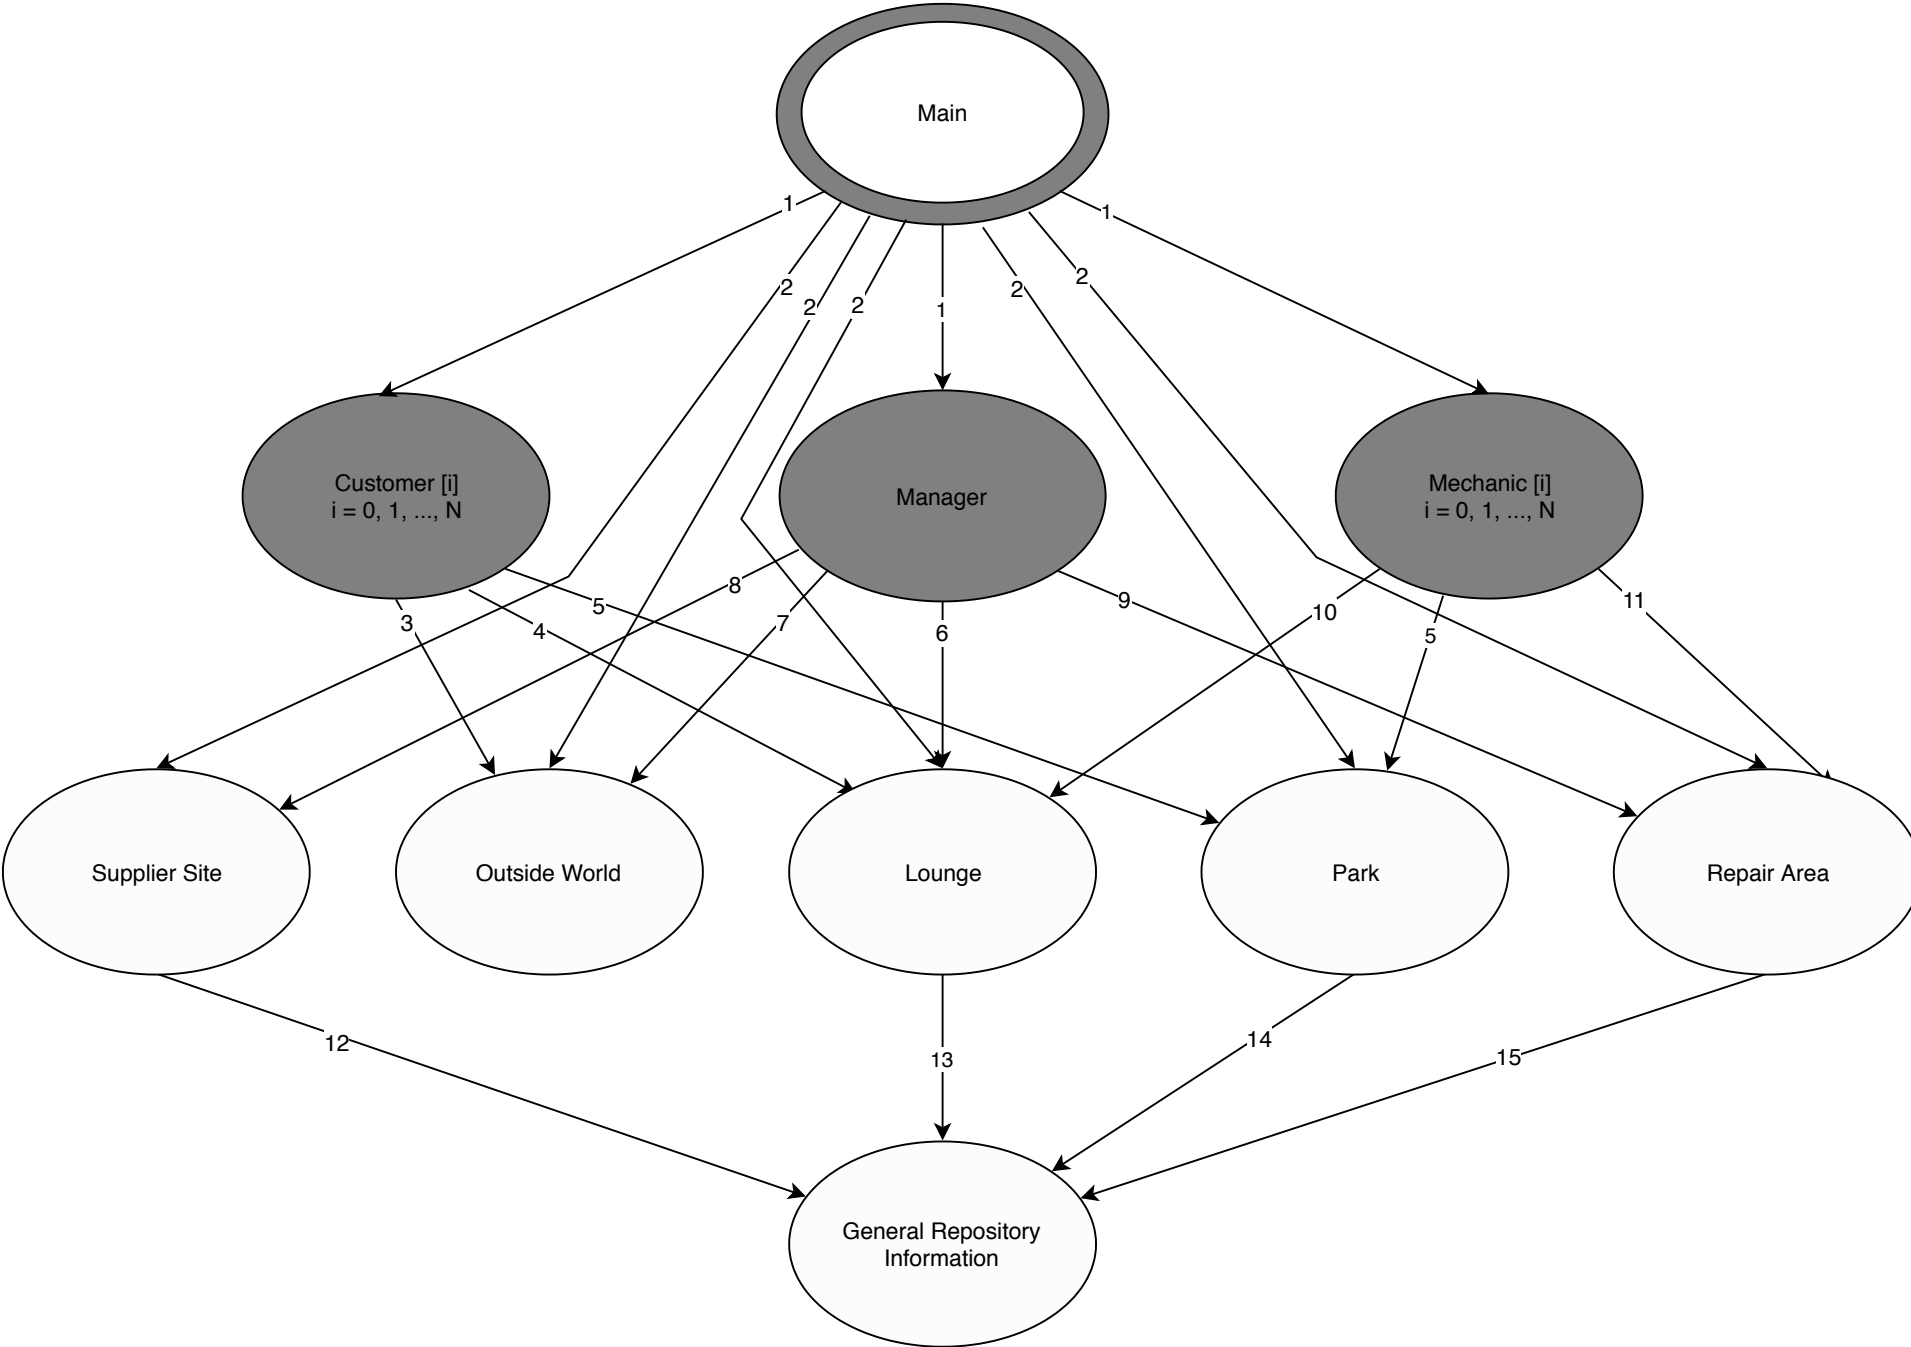 Main
1
1
2
2
2
1
2
2
Customer [i]
i = 0, 1, ..., N
Manager
Mechanic [i]
i = 0, 1, ..., N
3
4
5
8
7
6
9
10
5
11
Supplier Site
Outside World
Lounge
Park
Repair Area
12
13
14
15
General Repository
Information